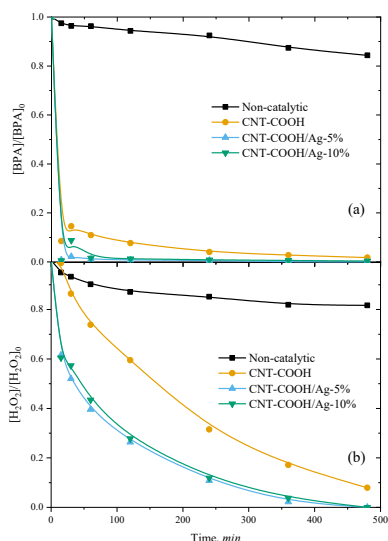 1.0
0.8
0.6
0.4
0.2
0.0
[BPA]/[BPA]0
Non-catalytic
CNT-COOH
CNT-COOH/Ag-5%
CNT-COOH/Ag-10%
(a)
0.8
0.6
0.4
0.2
0.0
[H2O2]/[H2O2]0
Non-catalytic
CNT-COOH
CNT-COOH/Ag-5%
CNT-COOH/Ag-10%
(b)
0 100 200 300 400 500
Time, min